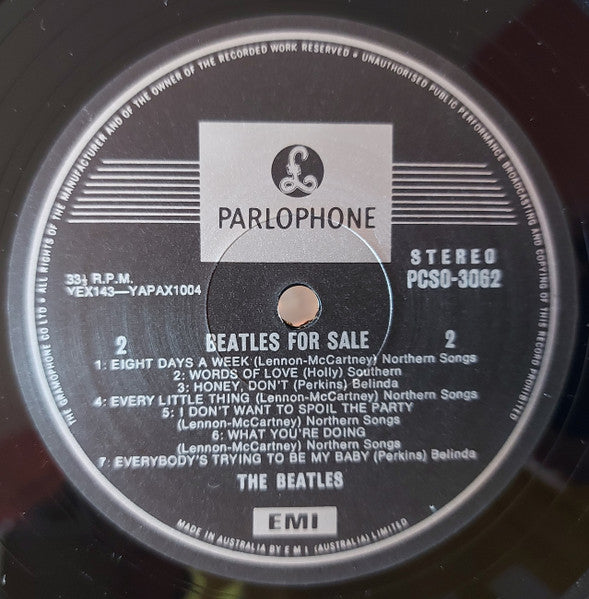 THE GRAMOPHONE CO LTD • ALL RIGHTS OF THE MANUFACTURER AND OF THE OWNER OF THE RECORDED WORK RESERVED • UNAUTHORISED PUBLIC PERFORMANCE BROADCASTING AND COPYING OF THIS RECORD PROHIBITED
£
PARLOPHONE
STEREO
33⅓ R.P.M. PCSO-3062
YEX143—YAPAX1004
2 BEATLES FOR SALE 2
1: EIGHT DAYS A WEEK (Lennon-McCartney) Northern Songs
2: WORDS OF LOVE (Holly) Southern
3: HONEY, DON'T (Perkins) Belinda
4: EVERY LITTLE THING (Lennon-McCartney) Northern Songs
5: I DON'T WANT TO SPOIL THE PARTY
(Lennon-McCartney) Northern Songs
6: WHAT YOU'RE DOING
(Lennon-McCartney) Northern Songs
7: EVERYBODY'S TRYING TO BE MY BABY (Perkins) Belinda
THE BEATLES
EMI
MADE IN AUSTRALIA BY E M I (AUSTRALIA) LIMITED